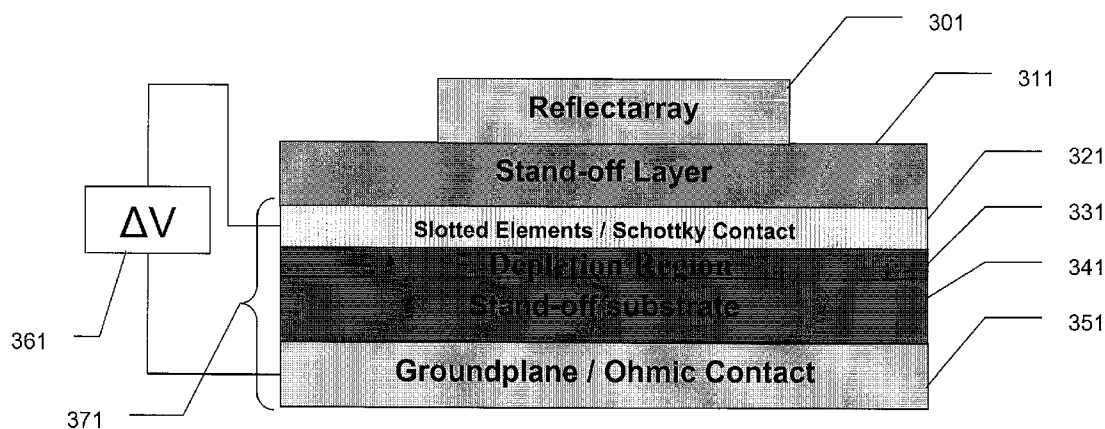 301
Reflectarray
311
Stand-off Layer
321
Slotted Elements / Schottky Contact
331
Depletion Region
341
Stand-off substrate
351
Groundplane / Ohmic Contact
ΔV
361
371